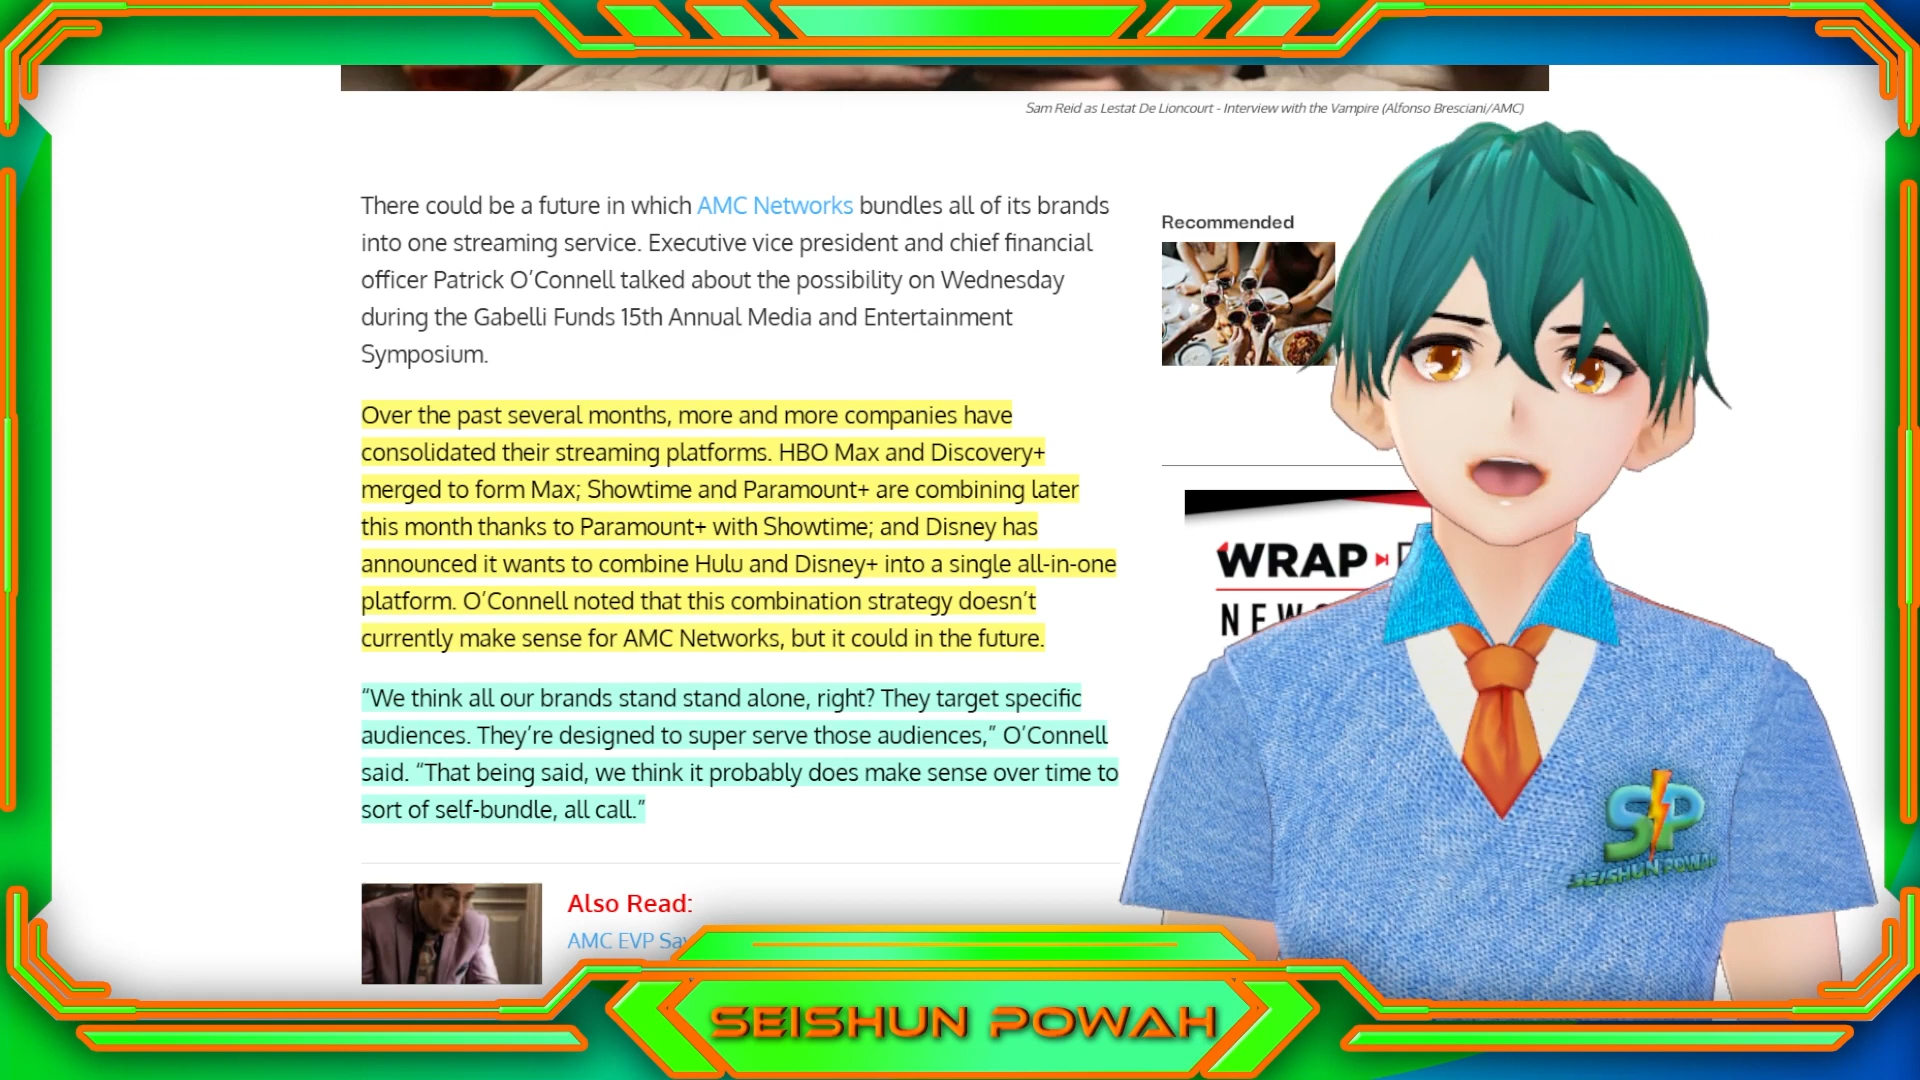 Sam Reid as Lestat De Lioncourt - Interview with the Vampire (Alfonso Bresciani/AMC)
There could be a future in which AMC Networks bundles all of its brands
into one streaming service. Executive vice president and chief financial
officer Patrick O’Connell talked about the possibility on Wednesday
during the Gabelli Funds 15th Annual Media and Entertainment
Symposium.
Over the past several months, more and more companies have
consolidated their streaming platforms. HBO Max and Discovery+
merged to form Max; Showtime and Paramount+ are combining later
this month thanks to Paramount+ with Showtime; and Disney has
announced it wants to combine Hulu and Disney+ into a single all-in-one
platform. O’Connell noted that this combination strategy doesn’t
currently make sense for AMC Networks, but it could in the future.
“We think all our brands stand stand alone, right? They target specific
audiences. They’re designed to super serve those audiences,” O’Connell
said. “That being said, we think it probably does make sense over time to
sort of self-bundle, all call.”
Also Read:
AMC EVP
Recommended
WRAP
SP
SEISHUN POWAH
SEISHUN POWAH